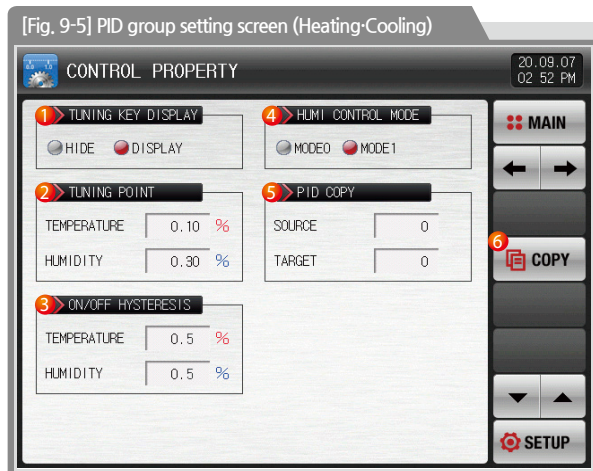 [Fig. 9-5] PID group setting screen (Heating·Cooling)
CONTROL PROPERTY
20.09.07
02 52 PM
1 TUNING KEY DISPLAY
HIDE DISPLAY
2 TUNING POINT
TEMPERATURE 0.10 %
HUMIDITY 0.30 %
3 ON/OFF HYSTERESIS
TEMPERATURE 0.5 %
HUMIDITY 0.5 %
4 HUMI CONTROL MODE
MODE0 MODE1
5 PID COPY
SOURCE 0
TARGET 0
MAIN
6
COPY
SETUP